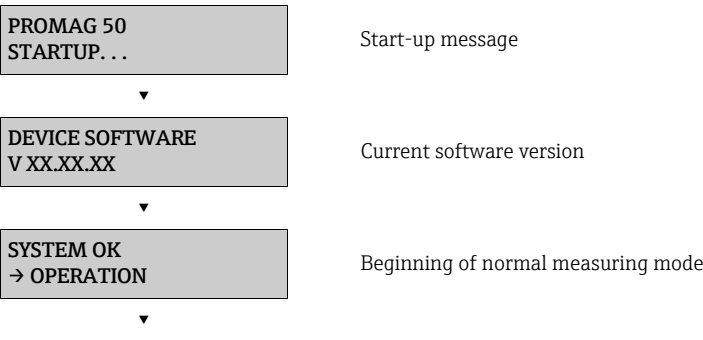 PROMAG 50
STARTUP. . .
Start-up message
▼
DEVICE SOFTWARE
V XX.XX.XX
Current software version
▼
SYSTEM OK
→ OPERATION
Beginning of normal measuring mode
▼